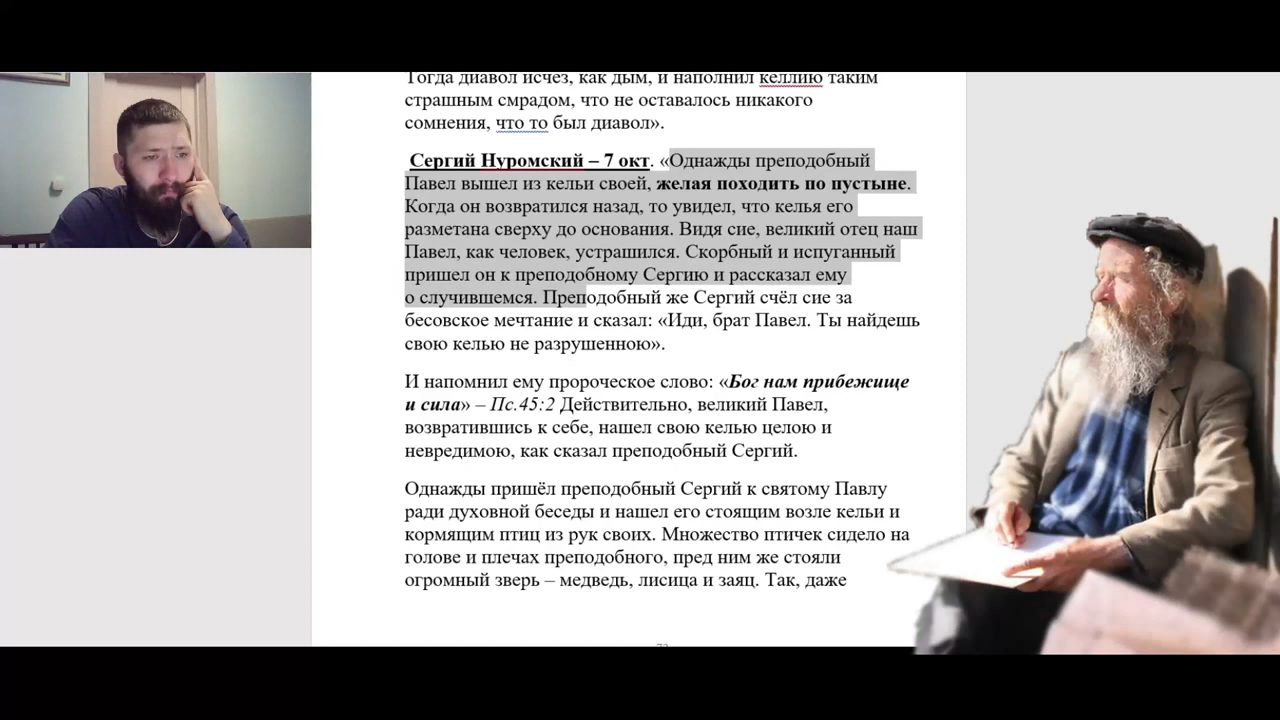 Тогда диавол исчез, как дым, и наполнил келлию таким
страшным смрадом, что не оставалось никакого
сомнения, что то был диавол».
Сергий Нуромский – 7 окт. «Однажды преподобный
Павел вышел из кельи своей, желая походить по пустыне.
Когда он возвратился назад, то увидел, что келья его
разметана сверху до основания. Видя сие, великий отец наш
Павел, как человек, устрашился. Скорбный и испуганный
пришел он к преподобному Сергию и рассказал ему
о случившемся. Преподобный же Сергий счёл сие за
бесовское мечтание и сказал: «Иди, брат Павел. Ты найдешь
свою келью не разрушенною».
И напомнил ему пророческое слово: «Бог нам прибежище
и сила» – Пс.45:2 Действительно, великий Павел,
возвратившись к себе, нашел свою келью целою и
невредимою, как сказал преподобный Сергий.
Однажды пришёл преподобный Сергий к святому Павлу
ради духовной беседы и нашел его стоящим возле кельи и
кормящим птиц из рук своих. Множество птичек сидело на
голове и плечах преподобного, пред ним же стояли
огромный зверь – медведь, лисица и заяц. Так, даже